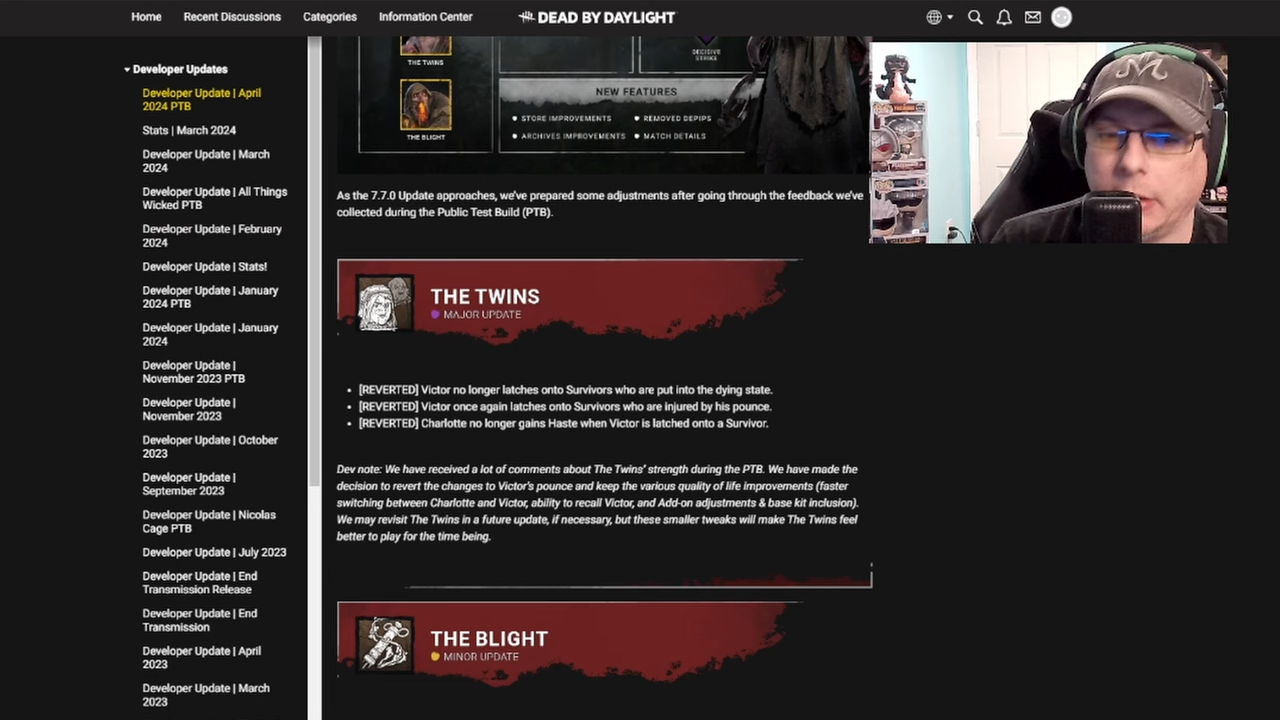 Home
Recent Discussions
Categories
Information Center
DEAD BY DAYLIGHT
Developer Updates
Developer Update | April
2024 PTB
Stats | March 2024
Developer Update | March
2024
Developer Update | All Things
Wicked PTB
Developer Update | February
2024
Developer Update | Stats!
Developer Update | January
2024 PTB
Developer Update | January
2024
Developer Update |
November 2023 PTB
Developer Update |
November 2023
Developer Update | October
2023
Developer Update |
September 2023
Developer Update | Nicolas
Cage PTB
Developer Update | July 2023
Developer Update | End
Transmission Release
Developer Update | End
Transmission
Developer Update | April
2023
Developer Update | March
2023
THE TWINS
THE BLIGHT
DECISIVE
STRIKE
NEW FEATURES
STORE IMPROVEMENTS
REMOVED DEPIPS
ARCHIVES IMPROVEMENTS
MATCH DETAILS
As the 7.7.0 Update approaches, we've prepared some adjustments after going through the feedback we've
collected during the Public Test Build (PTB).
THE TWINS
MAJOR UPDATE
• [REVERTED] Victor no longer latches onto Survivors who are put into the dying state.
• [REVERTED] Victor once again latches onto Survivors who are injured by his pounce.
• [REVERTED] Charlotte no longer gains Haste when Victor is latched onto a Survivor.
Dev note: We have received a lot of comments about The Twins' strength during the PTB. We have made the
decision to revert the changes to Victor's pounce and keep the various quality of life improvements (faster
switching between Charlotte and Victor, ability to recall Victor, and Add-on adjustments & base kit inclusion).
We may revisit The Twins in a future update, if necessary, but these smaller tweaks will make The Twins feel
better to play for the time being.
THE BLIGHT
MINOR UPDATE